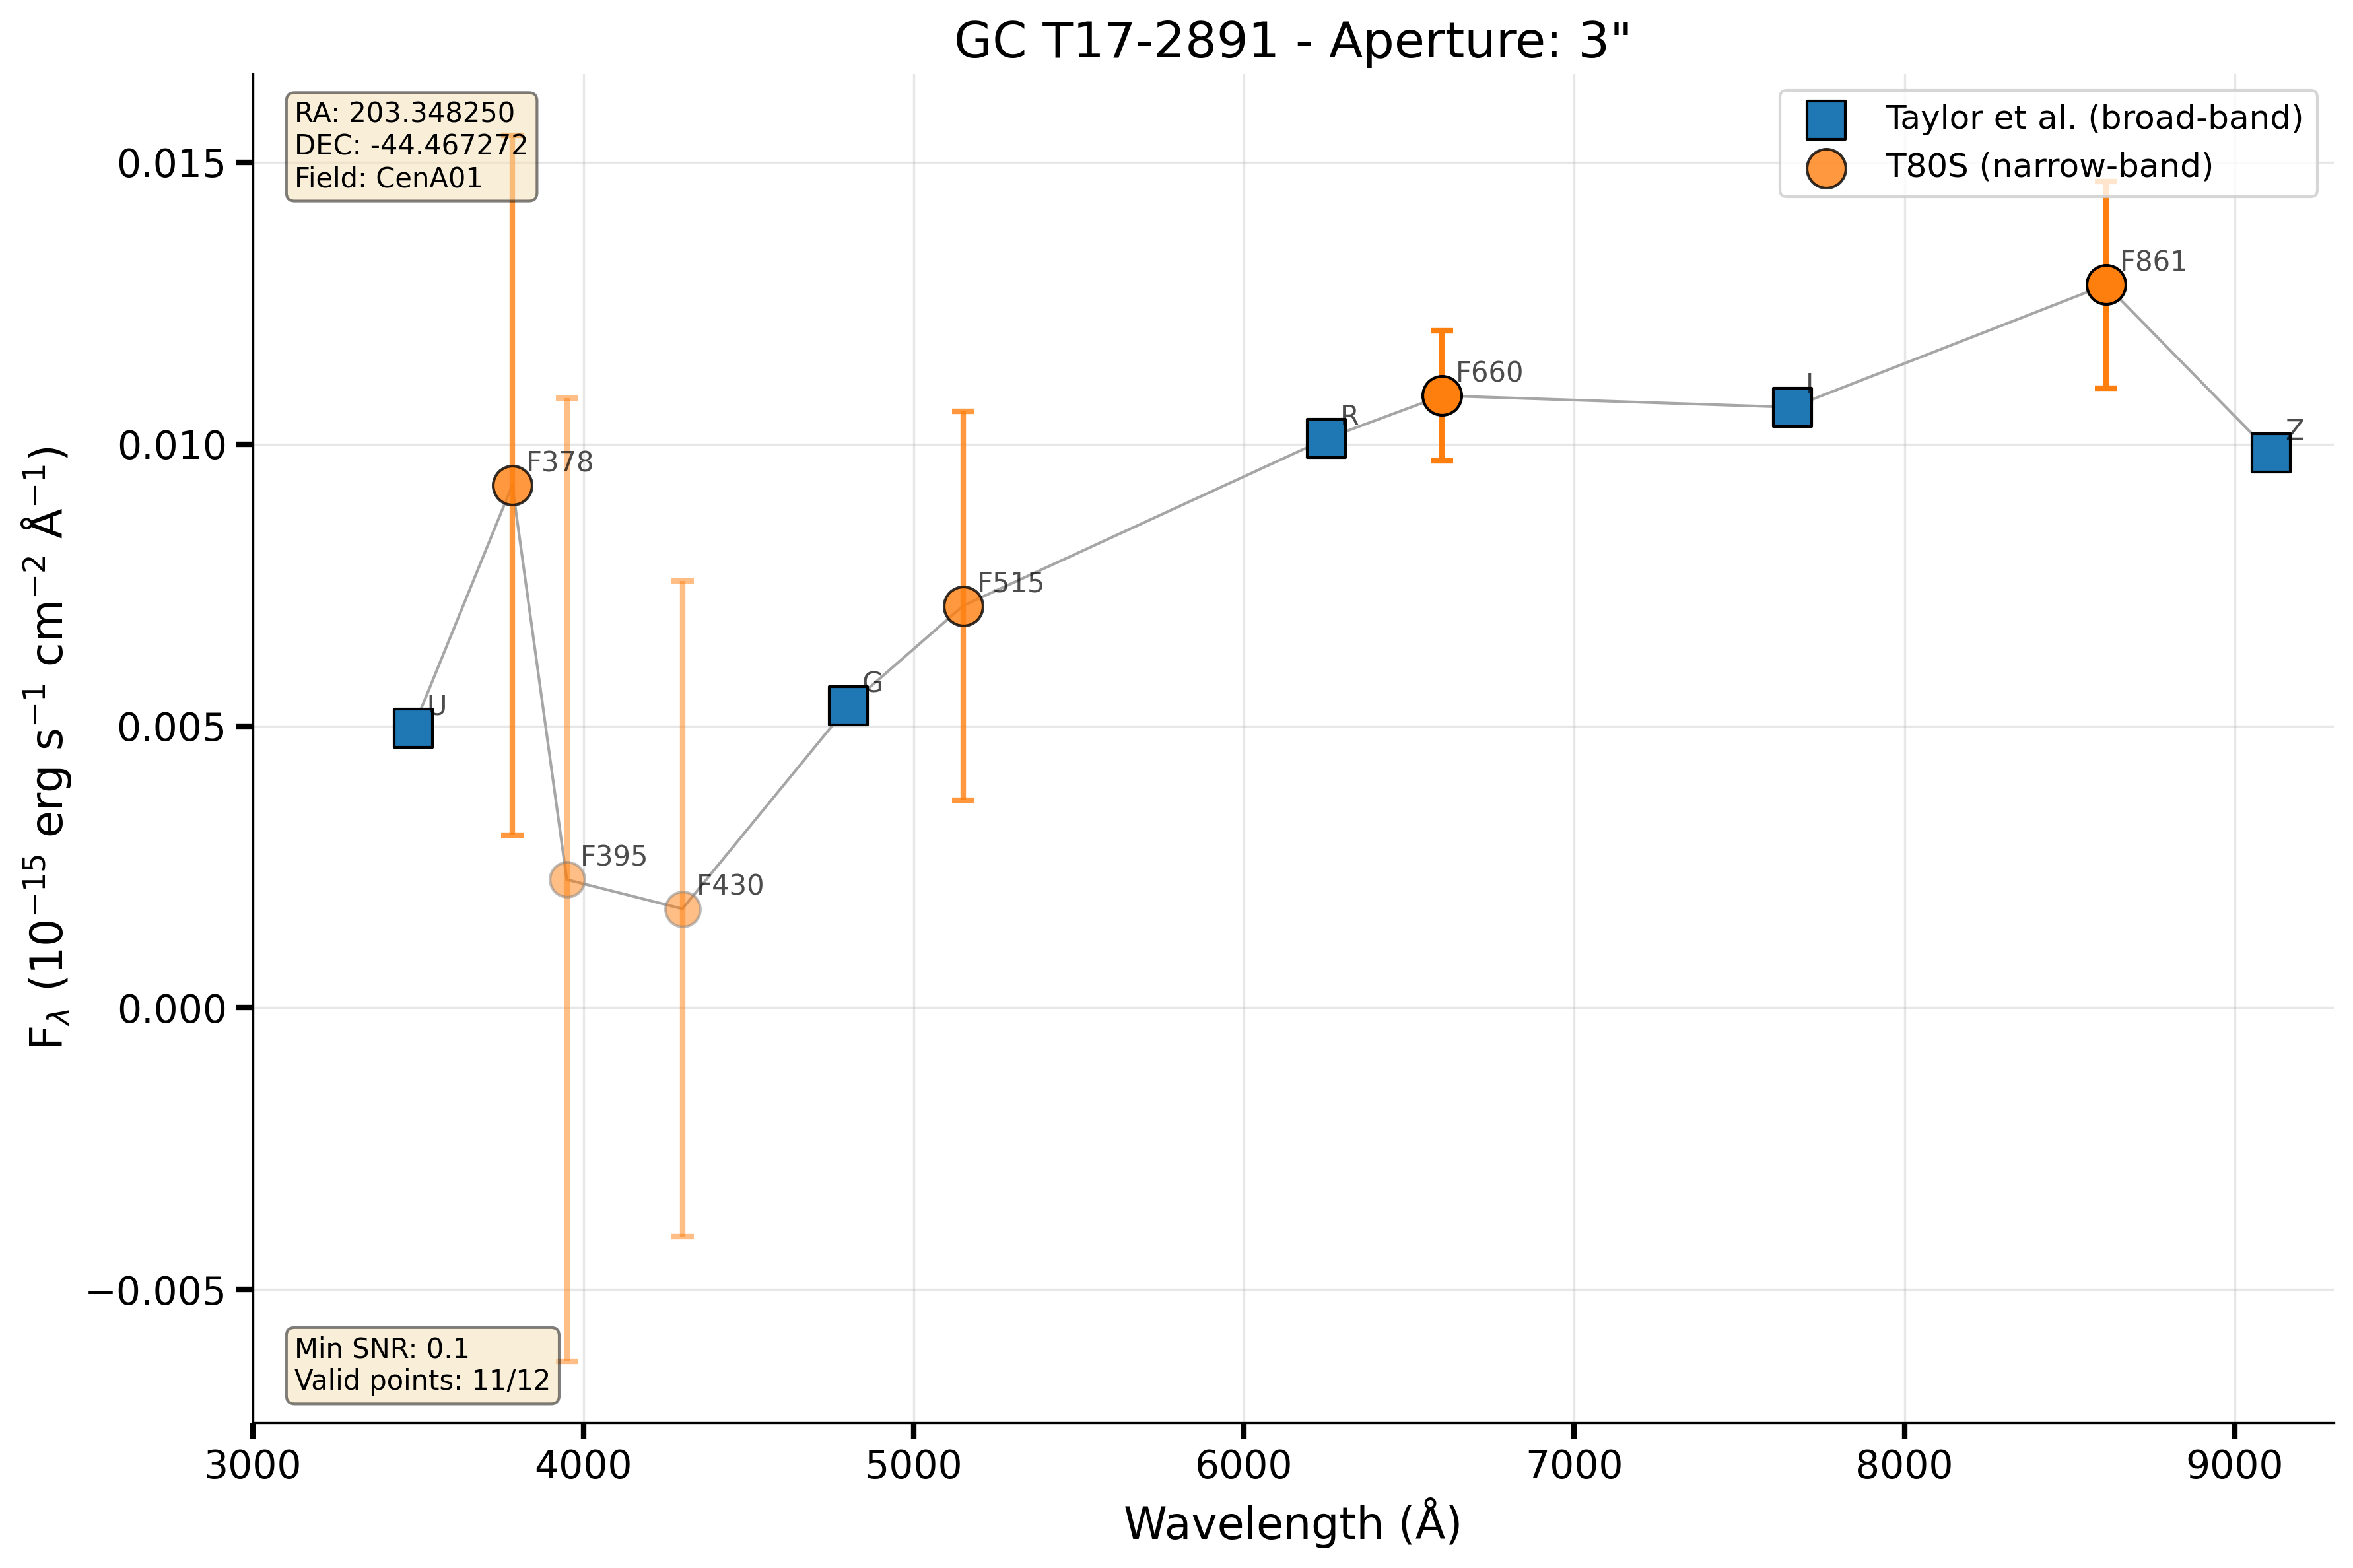 GC T17-2891 - Aperture: 3"
RA: 203.348250
DEC: -44.467272
Field: CenA01
Taylor et al. (broad-band)
T80S (narrow-band)
F861
F660
I
R
Z
F378
F515
G
U
F395
F430
Min SNR: 0.1
Valid points: 11/12
0.015
0.010
0.005
0.000
−0.005
3000 4000 5000 6000 7000 8000 9000
Wavelength (Å)
F$_λ$ (10⁻¹⁵ erg s⁻¹ cm⁻² Å⁻¹)